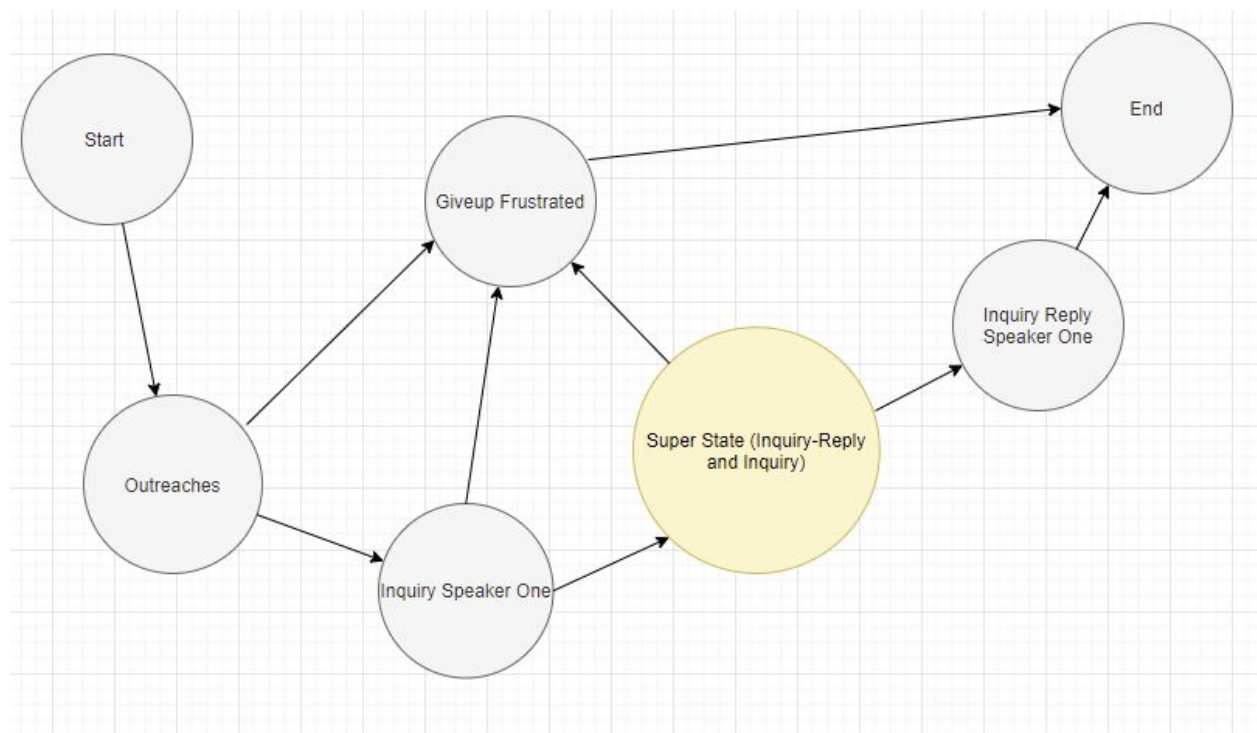 Start
End
Giveup Frustrated
Inquiry Reply
Speaker One
Super State (Inquiry-Reply
and Inquiry)
Outreaches
Inquiry Speaker One